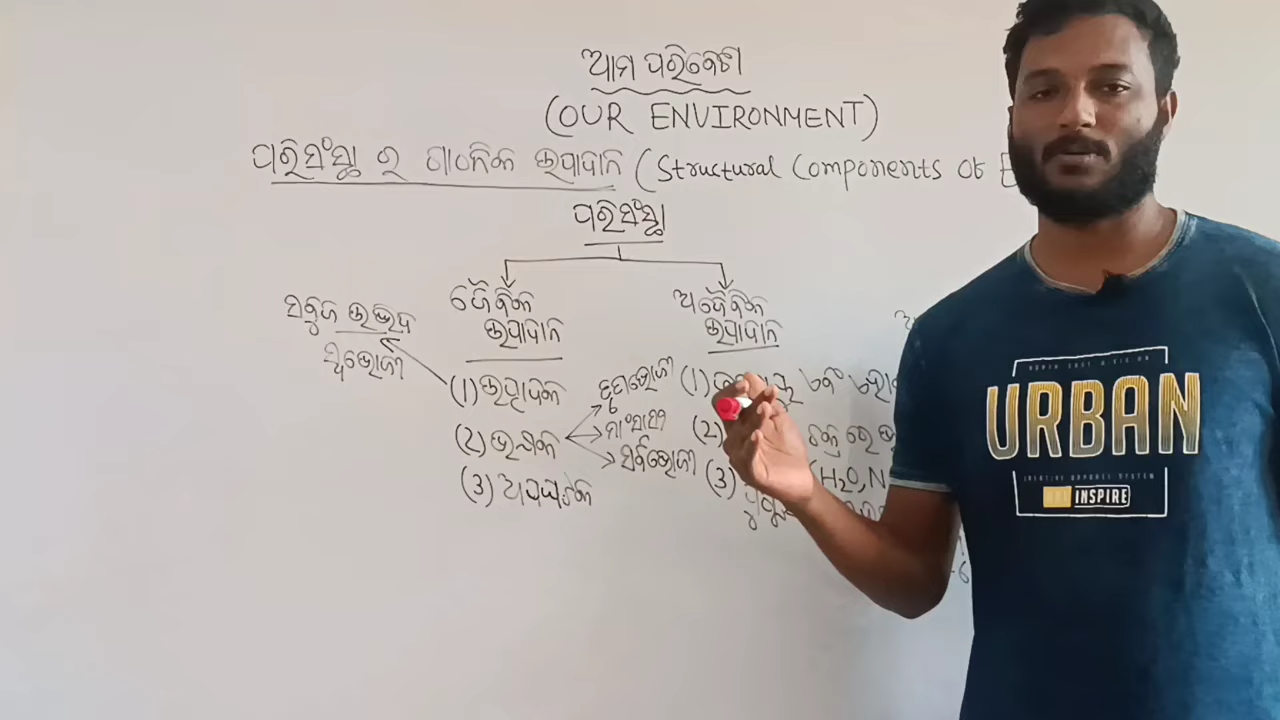 ଆମ ପରିବେଶ
(OUR ENVIRONMENT)
ପରିସଂସ୍ଥା ର ଗାଠନିକ ଉପାଦାନ (Structural Components of E
ପରିସଂସ୍ଥା
ଜୈବିକ ଉପାଦାନ
ଅଜୈବିକ ଉପାଦାନ
ସବୁଜ ଉଦ୍ଭିଦ
ସ୍ଵଭୋଜୀ
(1) ଉତ୍ପାଦକ
(2) ଭକ୍ଷକ
ତୃଣଭୋଜୀ
ମାଂସାସୀ
ସର୍ବଭୋଜୀ
(3) ଅପଘଟକ
(1)
(2)
(3) (H2O, N
URBAN
INSPIRE